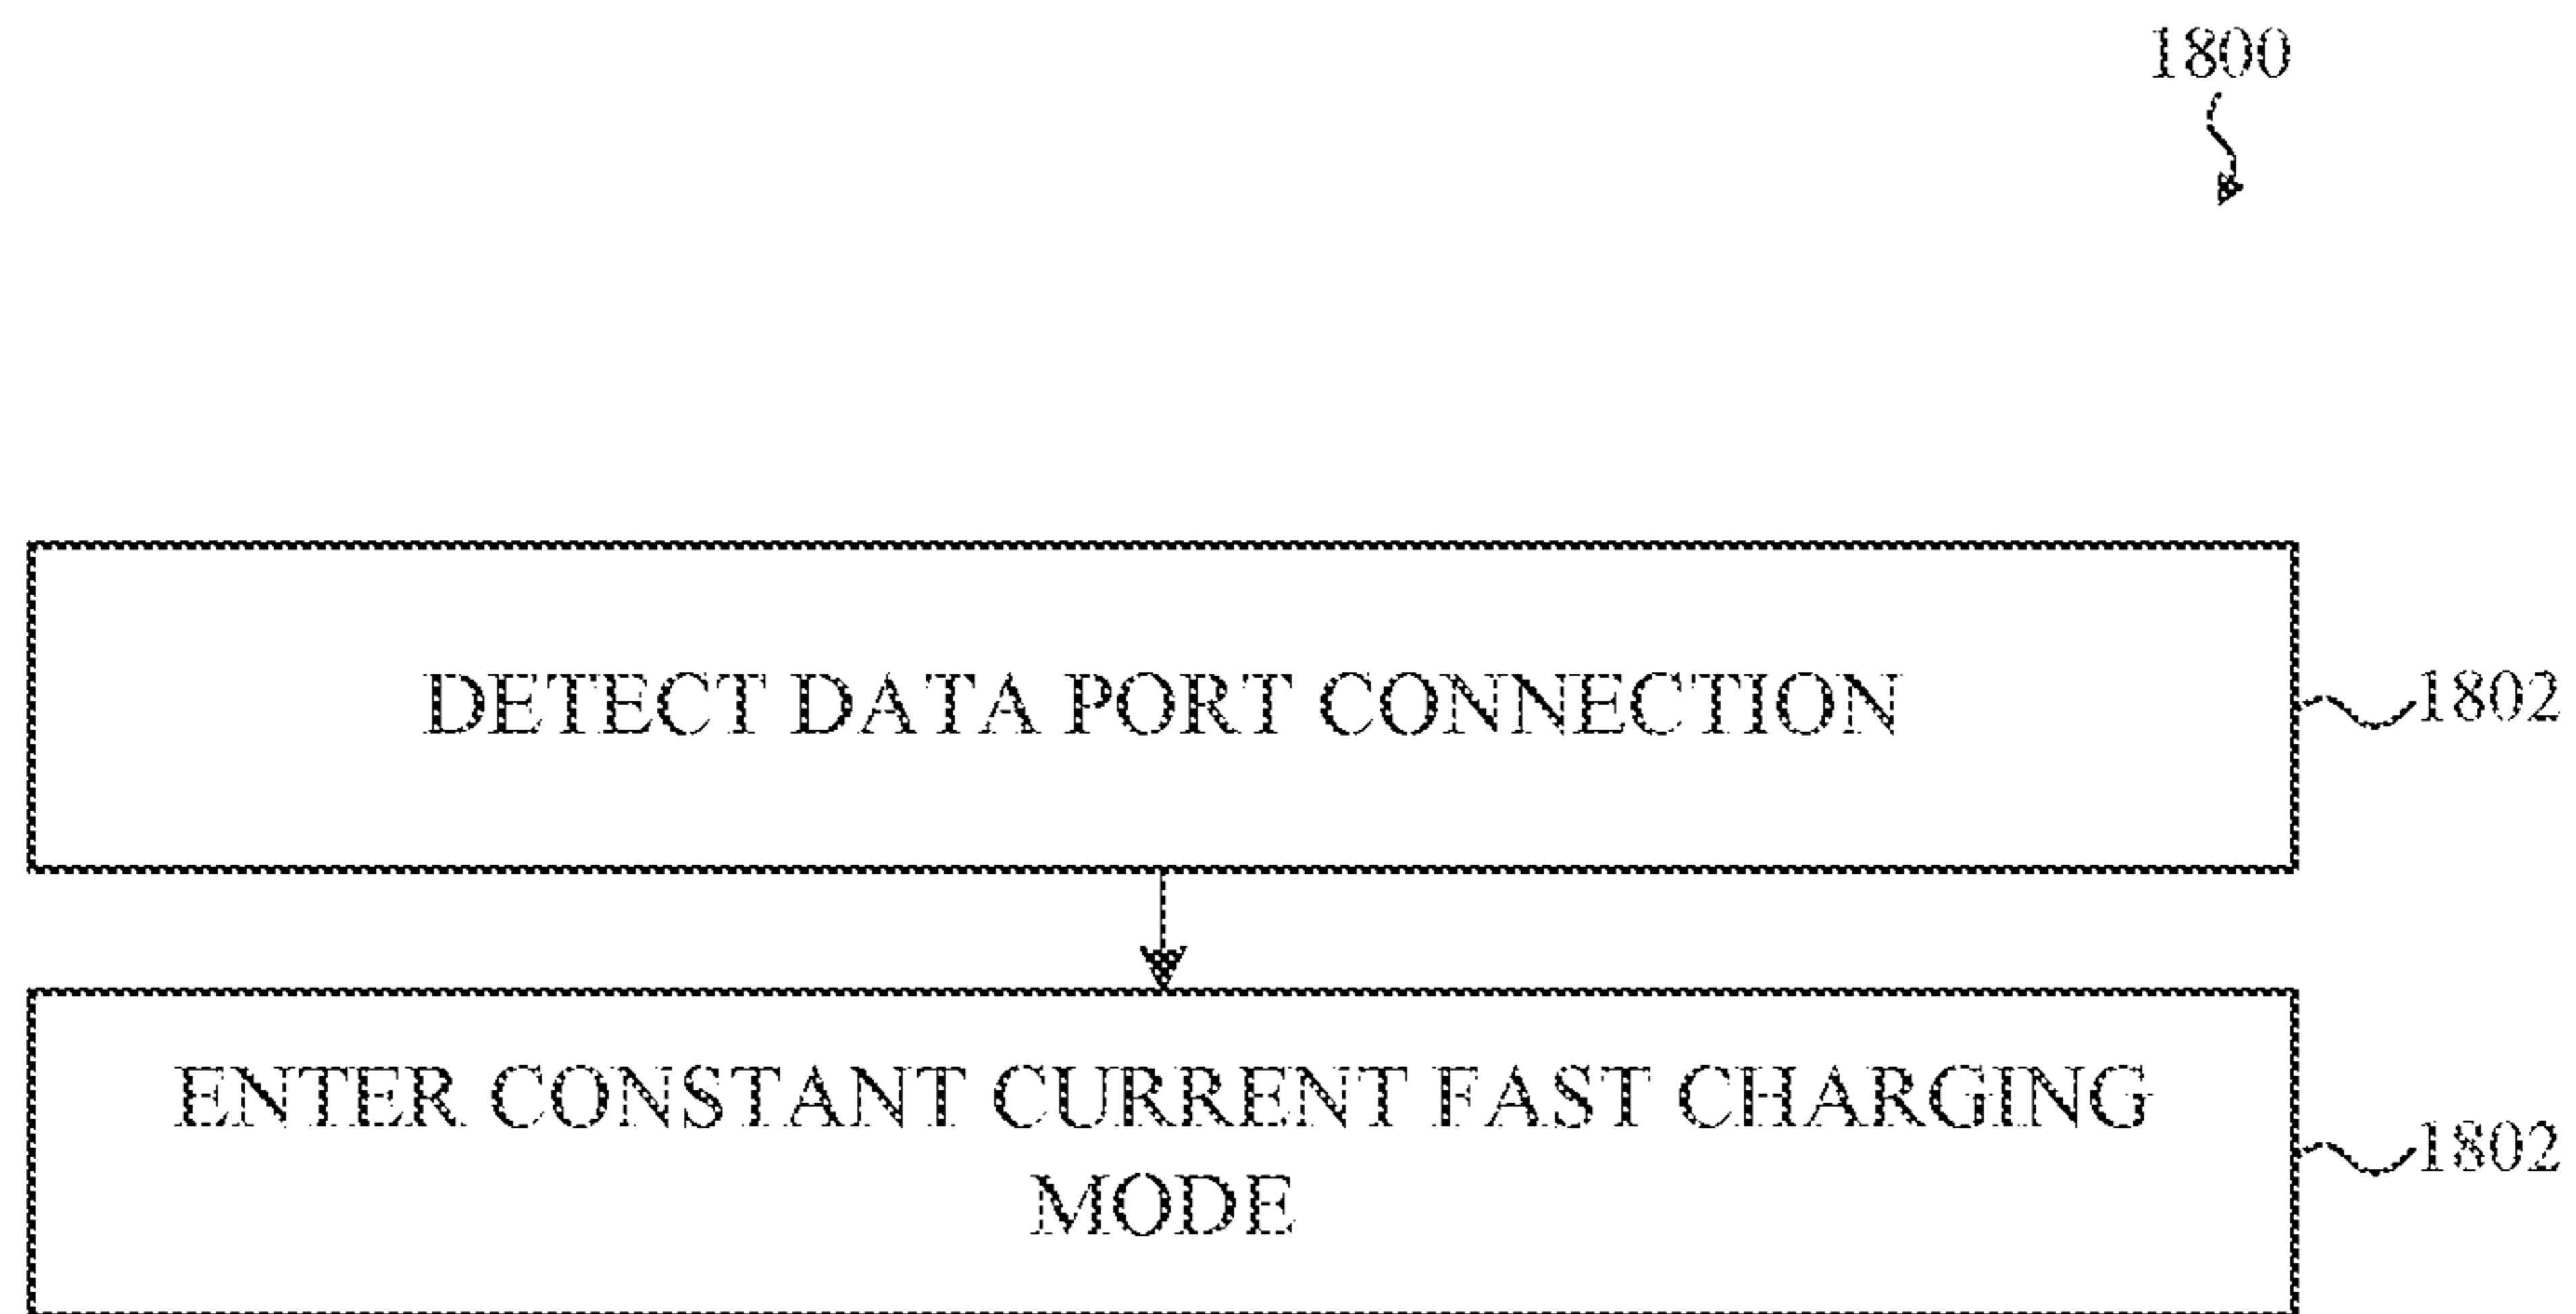 1800
DETECT DATA PORT CONNECTION
1802
ENTER CONSTANT CURRENT FAST CHARGING
MODE
1802